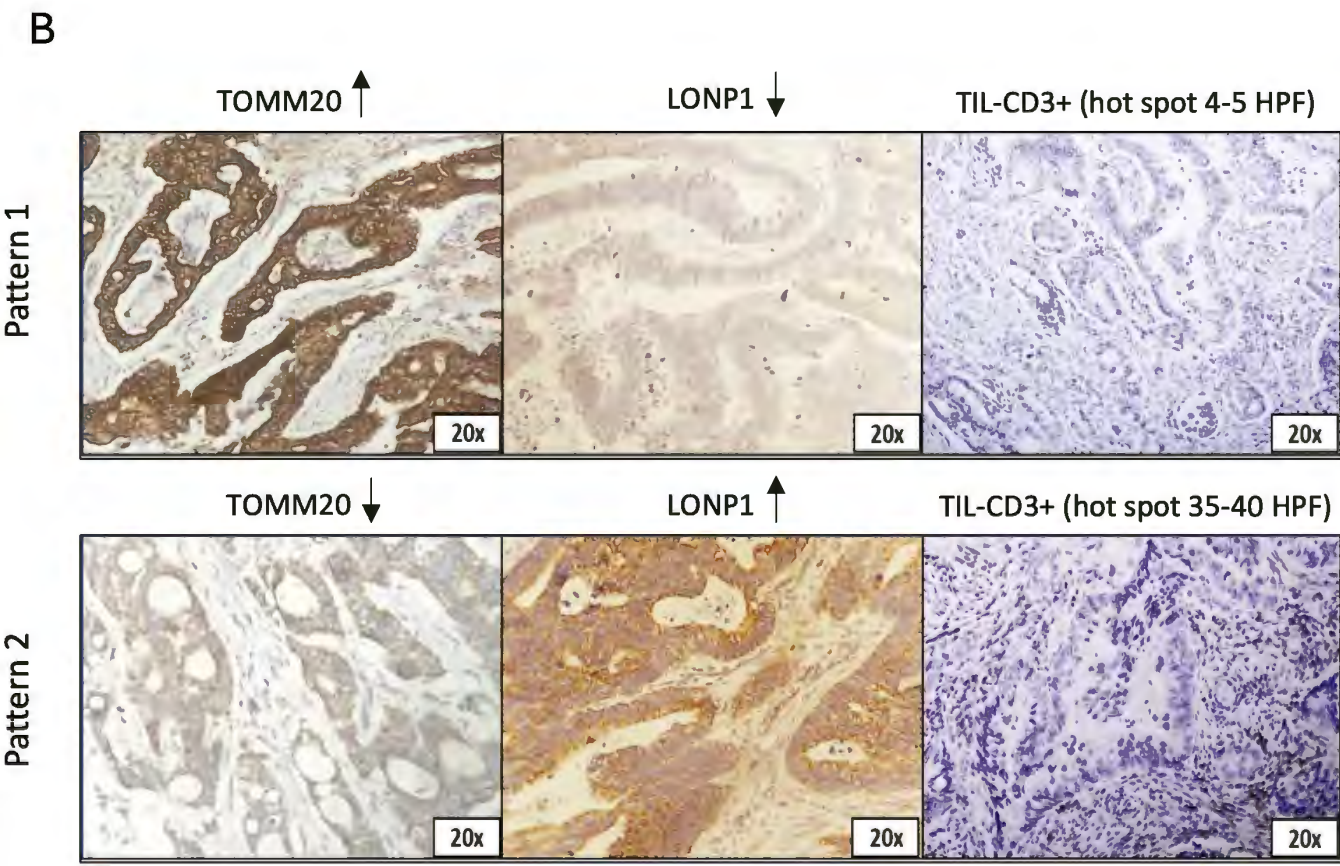 B
TOMM20 ↑
LONP1 ↓
TIL-CD3+ (hot spot 4-5 HPF)
Pattern 1
20x
20x
20x
TOMM20 ↓
LONP1 ↑
TIL-CD3+ (hot spot 35-40 HPF)
Pattern 2
20x
20x
20x